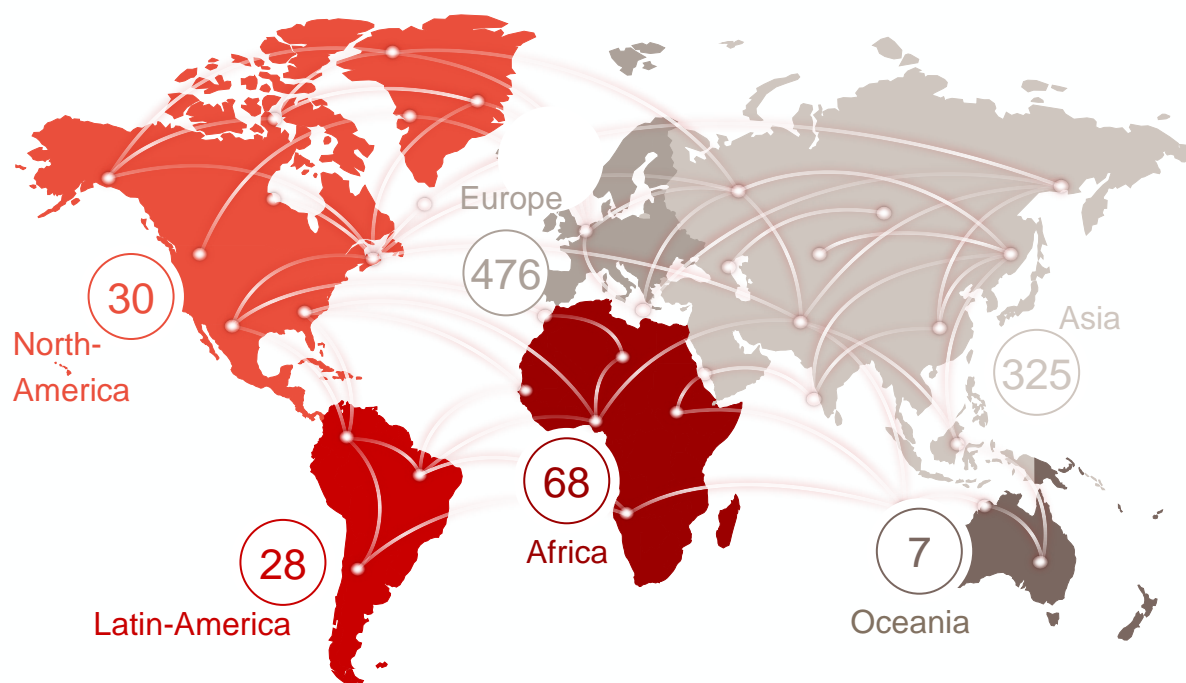 Europe
476
30
North-
America
Asia
325
68
Africa
28
Latin-America
7
Oceania